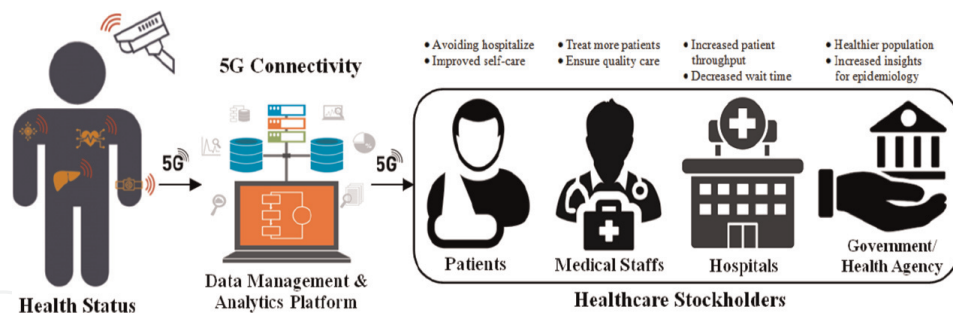 • Avoiding hospitalize
• Improved self-care
• Treat more patients
• Ensure quality care
• Increased patient
throughput
• Decreased wait time
• Healthier population
• Increased insights
for epidemiology
5G Connectivity
5G
5G
Patients
Medical Staffs
Hospitals
Government/
Health Agency
Data Management &
Analytics Platform
Health Status
Healthcare Stockholders